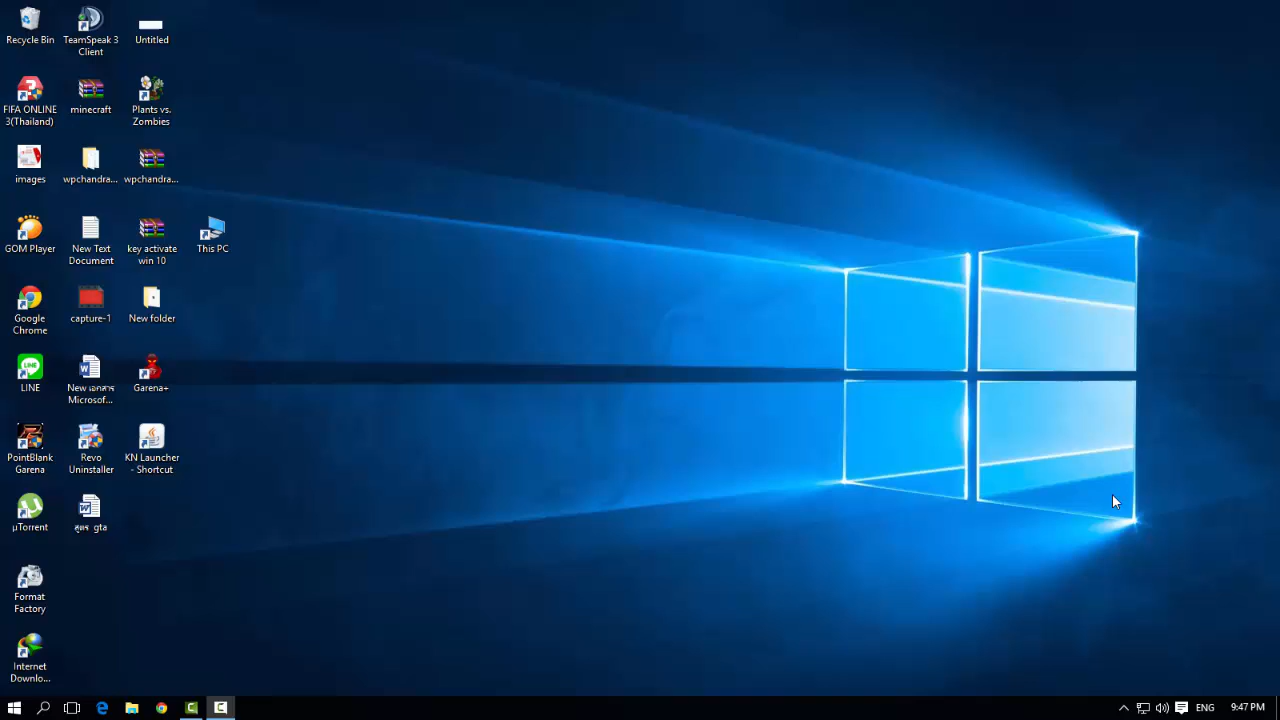 Recycle Bin
TeamSpeak 3
Client
Untitled
FIFA ONLINE
3(Thailand)
minecraft
Plants vs.
Zombies
images
wpchandra...
wpchandra...
GOM Player
New Text
Document
key activate
win 10
This PC
Google
Chrome
capture-1
New folder
LINE
New เอกสาร
Microsof...
Garena+
PointBlank
Garena
Revo
Uninstaller
KN Launcher
- Shortcut
µTorrent
สูตร gta
Format
Factory
Internet
Downlo...
ENG
9:47 PM